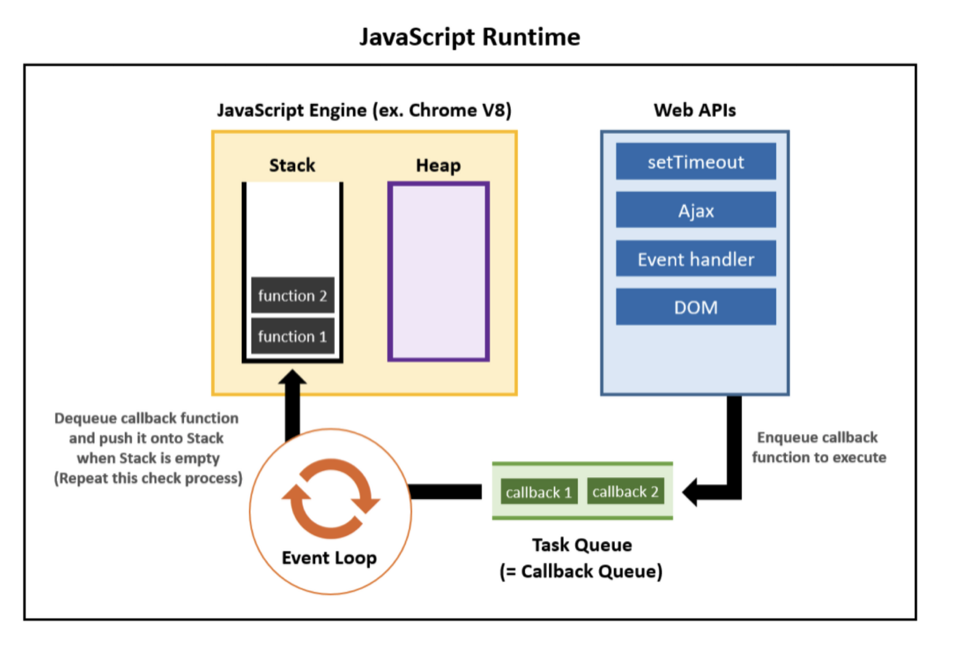 JavaScript Runtime
JavaScript Engine (ex. Chrome V8)
Stack
Heap
function 2
function 1
Web APIs
setTimeout
Ajax
Event handler
DOM
Enqueue callback
function to execute
callback 1
callback 2
Task Queue
(= Callback Queue)
Event Loop
Dequeue callback function
and push it onto Stack
when Stack is empty
(Repeat this check process)